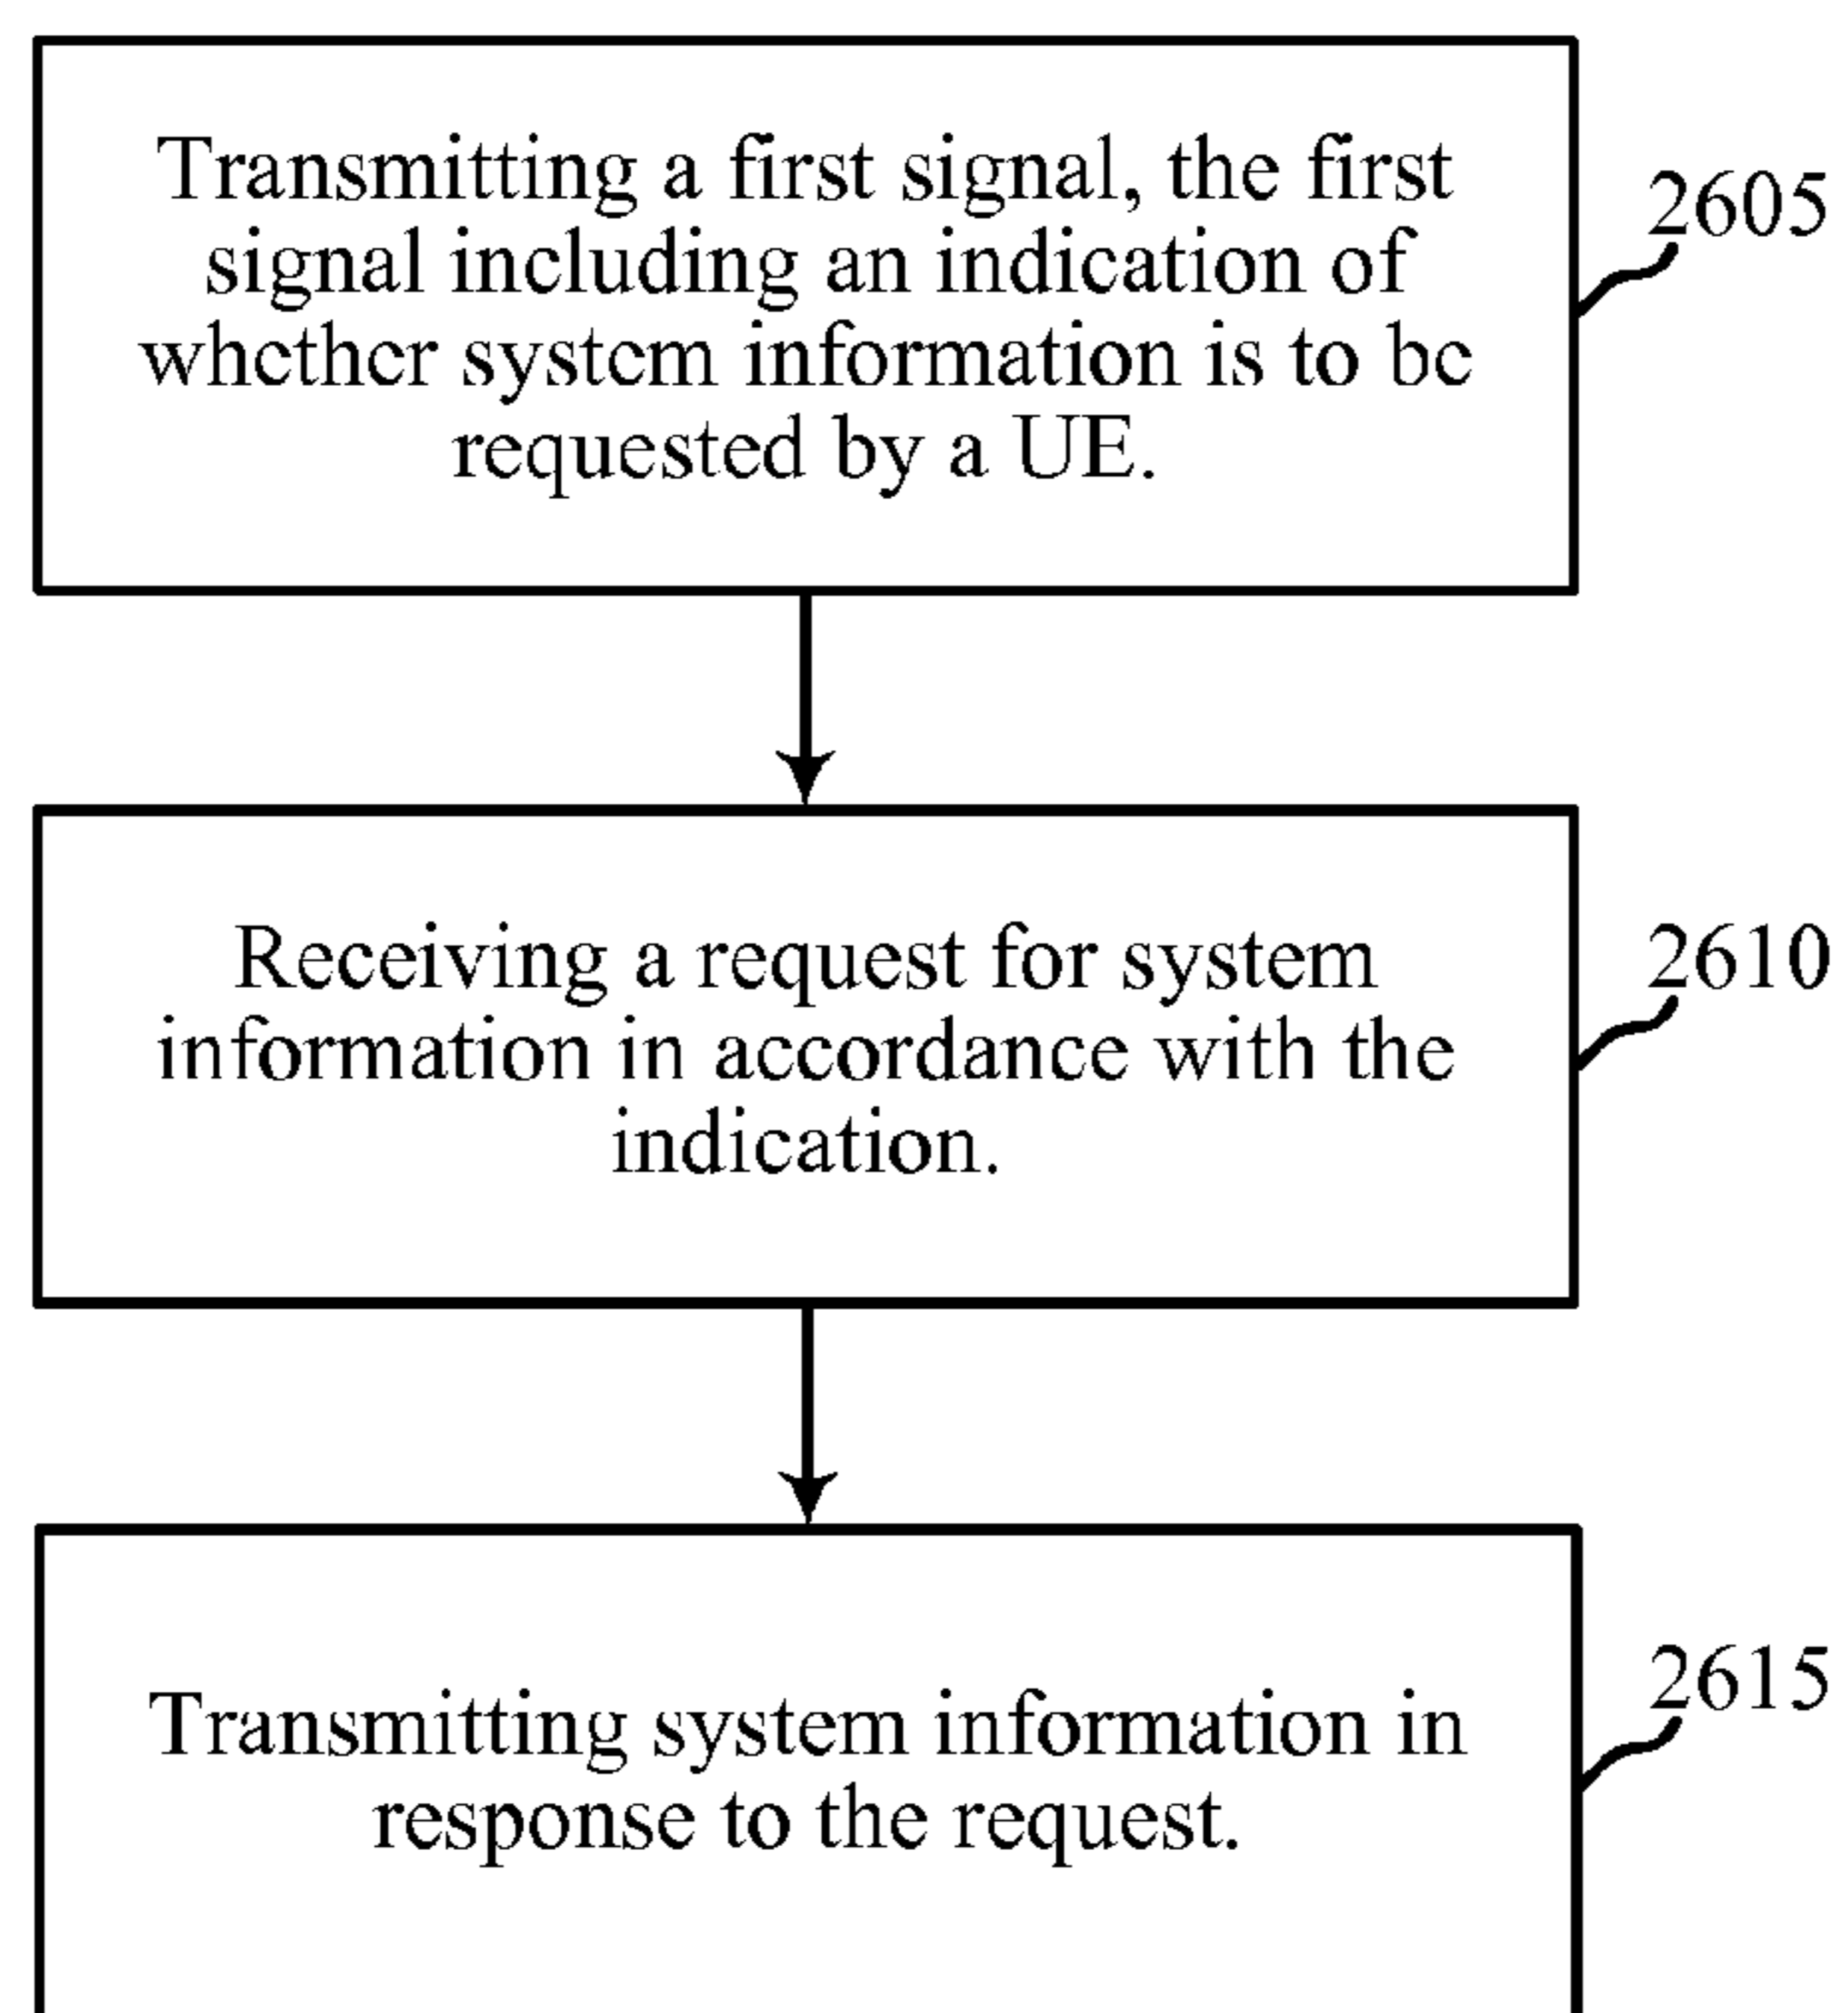 Transmitting a first signal, the first
signal including an indication of
whether system information is to be
requested by a UE.
2605
Receiving a request for system
information in accordance with the
indication.
2610
Transmitting system information in
response to the request.
2615